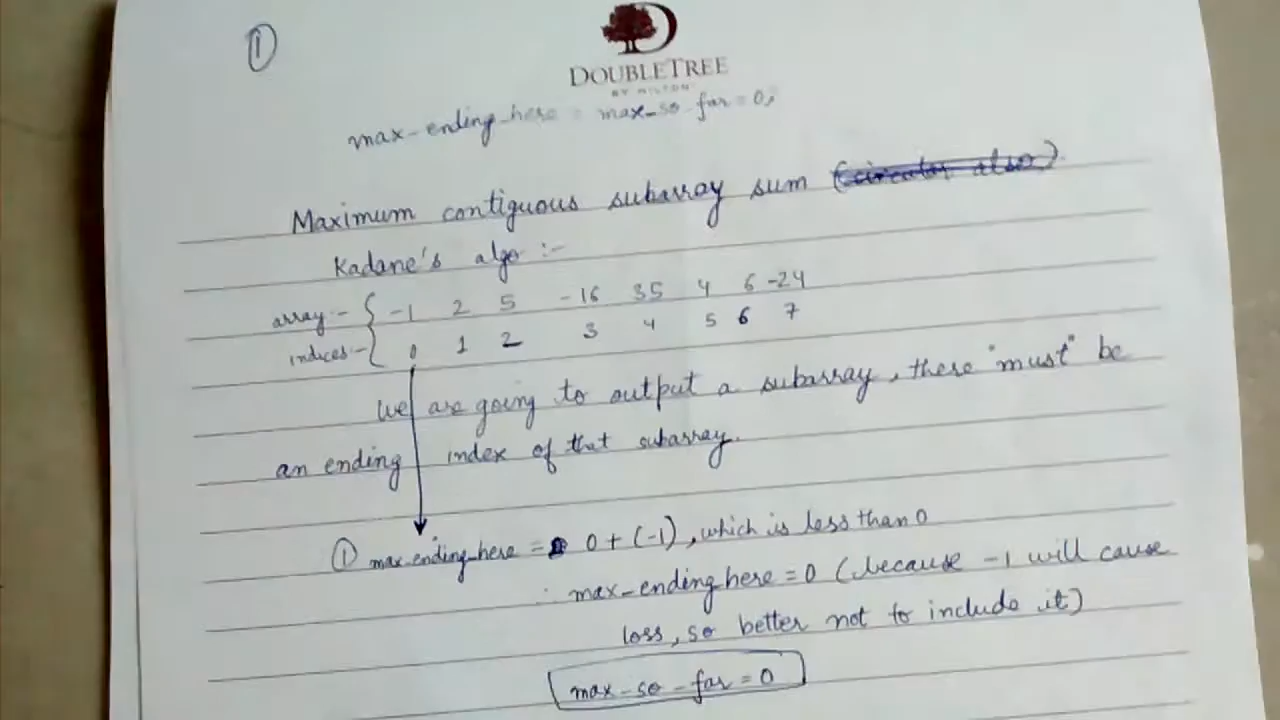 ①
DOUBLETREE
BY HILTON
max-ending-here = max-so-far = 0;
Maximum contiguous subarray sum (circular also)
Kadane's algo :-
array :- { -1 2 5 -16 35 4 6 -24
indices :- { 0 1 2 3 4 5 6 7
we are going to output a subarray, there "must" be
an ending index of that subarray.
① max-ending-here = 0 + (-1), which is less than 0
∴ max-ending here = 0 (because -1 will cause
loss, so better not to include it)
max-so-far = 0